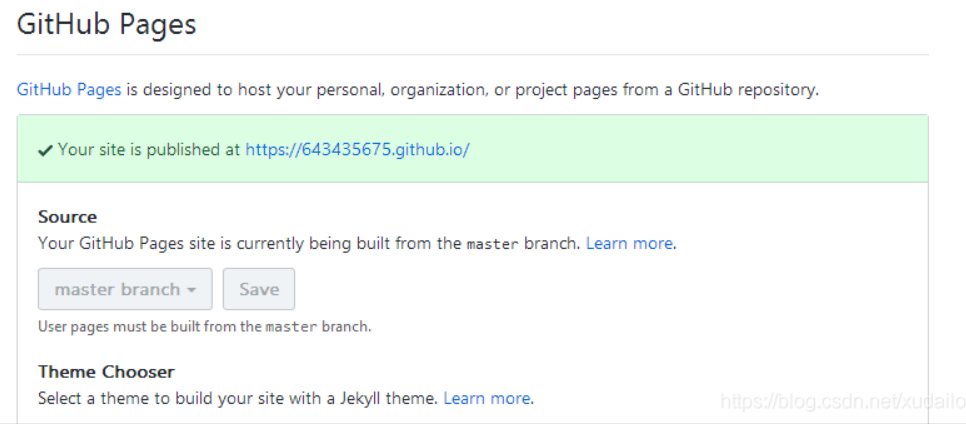 GitHub Pages
GitHub Pages is designed to host your personal, organization, or project pages from a GitHub repository.
Your site is published at https://643435675.github.io/
Source
Your GitHub Pages site is currently being built from the master branch. Learn more.
master branch Save
User pages must be built from the master branch.
Theme Chooser
Select a theme to build your site with a Jekyll theme. Learn more.
https://blog.csdn.net/xudailo